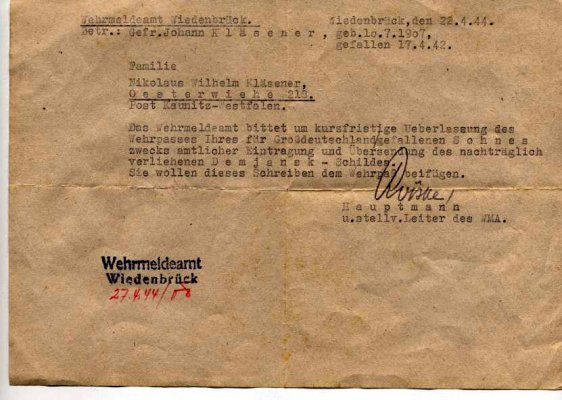 Wehrmeldeamt Wiedenbrück. Wiedenbrück,den 22.4.44.
Betr.: Gefr.Johann K l ä s e n e r , geb.10.7.1907,
gefallen 17.4.42.
Familie
Nikolaus Wilhelm Kläsener,
O e s t e r w i e h e 218.
Post Kaunitz-Westfalen.
Das Wehrmeldeamt bittet um kurzfristige Ueberlassung des
Wehrpasses Ihres für Großdeutschland gefallenen S o h n e s
zwecks amtlicher Eintragung und Übersendung des nachträglich
verliehenen D e m j a n s k - Schildes.
Sie wollen dieses Schreiben dem Wehrpaß beifügen.
H a u p t m a n n
u.stellv.Leiter des WMA.
Wehrmeldeamt
Wiedenbrück
27.4.44